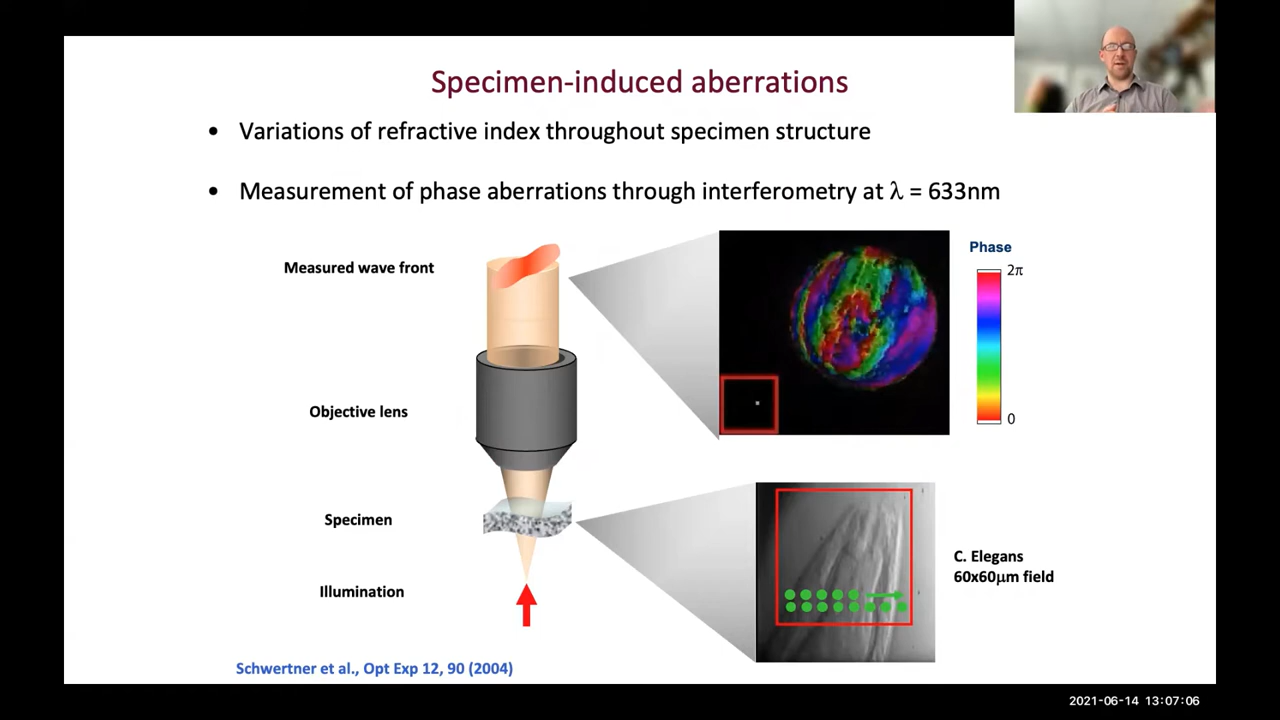 Specimen-induced aberrations
• Variations of refractive index throughout specimen structure
• Measurement of phase aberrations through interferometry at λ = 633nm
Measured wave front
Phase
2π
0
Objective lens
Specimen
C. Elegans
60x60μm field
Illumination
Schwertner et al., Opt Exp 12, 90 (2004)
2021-06-14 13:07:06